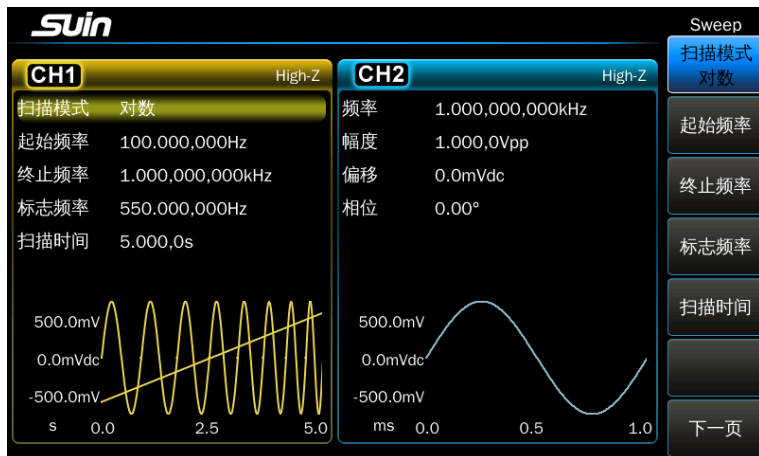 Suin
Sweep
CH1 High-Z
扫描模式 对数
起始频率 100.000,000Hz
终止频率 1.000,000,000kHz
标志频率 550.000,000Hz
扫描时间 5.000,0s
500.0mV
0.0mVdc
-500.0mV
s 0.0 2.5 5.0
CH2 High-Z
频率 1.000,000,000kHz
幅度 1.000,0Vpp
偏移 0.0mVdc
相位 0.00°
500.0mV
0.0mVdc
-500.0mV
ms 0.0 0.5 1.0
扫描模式
对数
起始频率
终止频率
标志频率
扫描时间
下一页